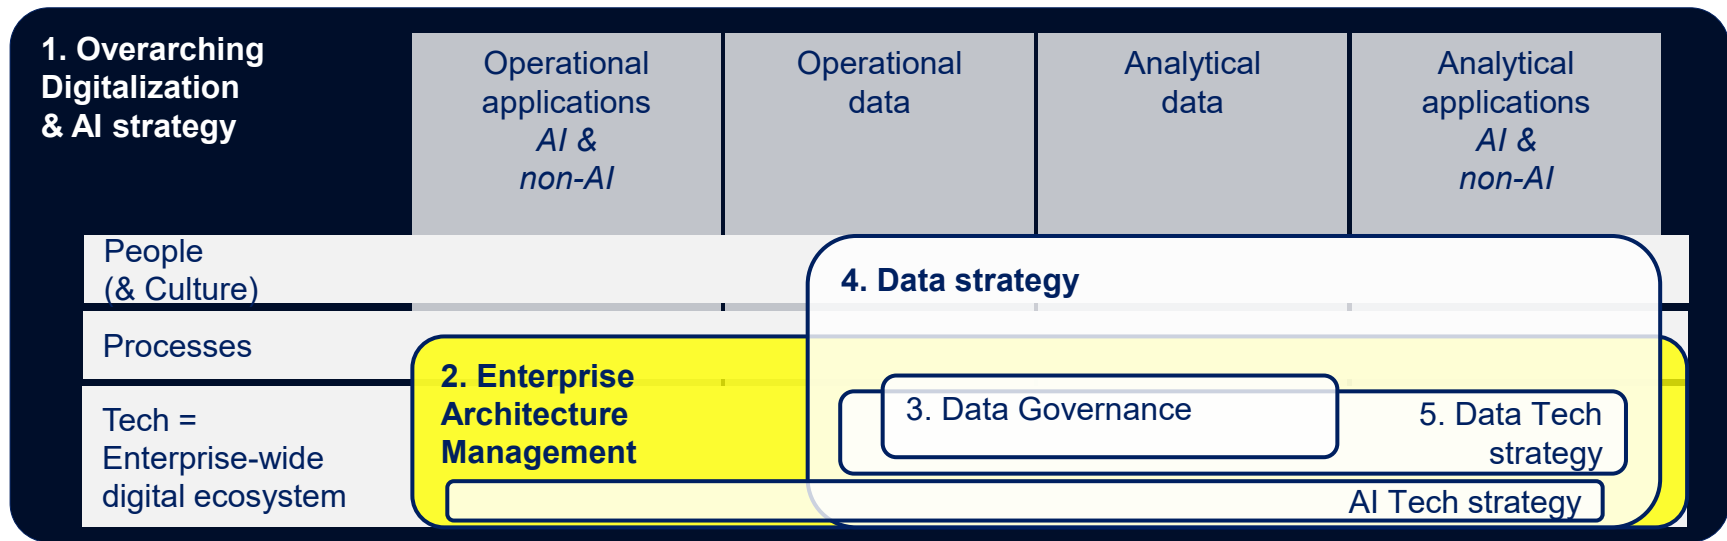 1. Overarching
Digitalization
& AI strategy
Operational
applications
AI &
non-AI
Operational
data
Analytical
data
Analytical
applications
AI &
non-AI
People
(& Culture)
4. Data strategy
Processes
2. Enterprise
Architecture
Management
3. Data Governance
5. Data Tech
strategy
Tech =
Enterprise-wide
digital ecosystem
AI Tech strategy